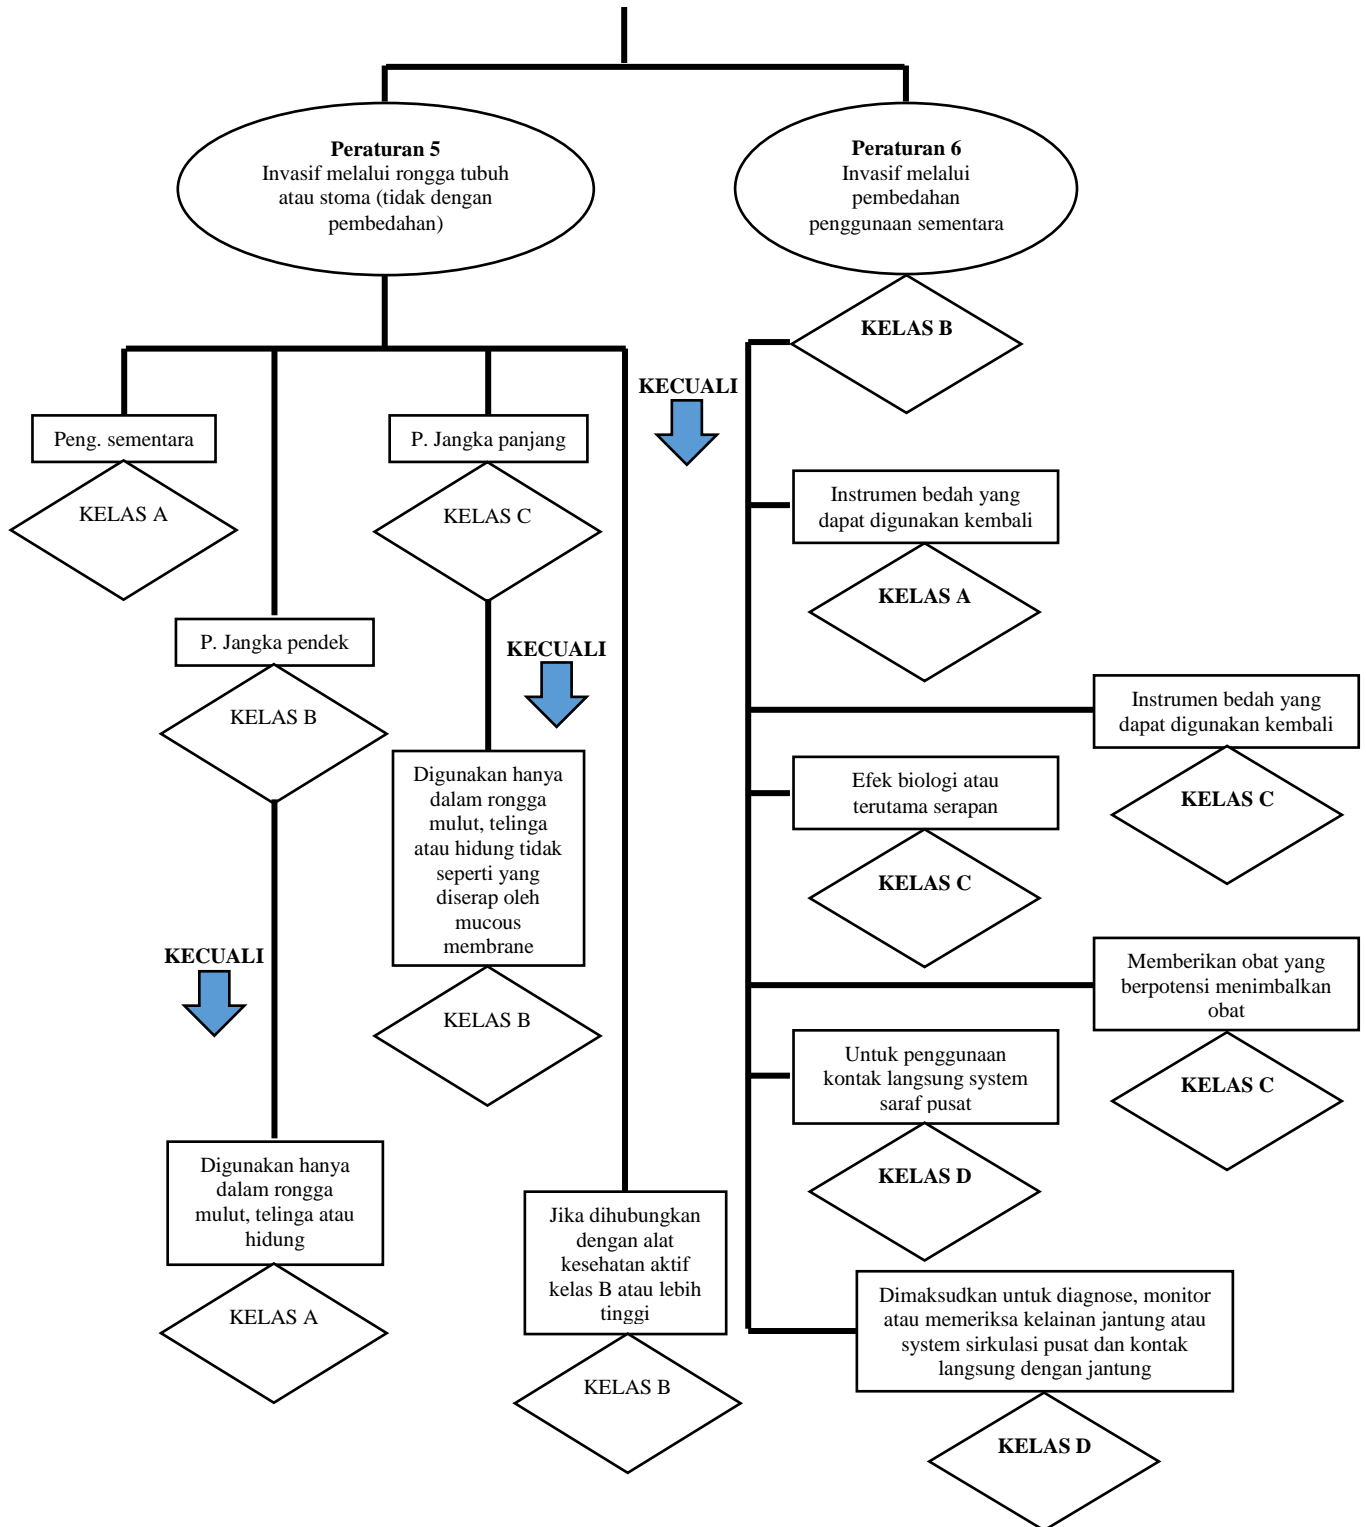 Peraturan 5
Invasif melalui rongga tubuh
atau stoma (tidak dengan
pembedahan)
Peraturan 6
Invasif melalui
pembedahan
penggunaan sementara
KELAS B
KECUALI
Peng. sementara
KELAS A
P. Jangka panjang
KELAS C
Instrumen bedah yang
dapat digunakan kembali
KELAS A
P. Jangka pendek
KELAS B
KECUALI
Instrumen bedah yang
dapat digunakan kembali
KELAS C
Digunakan hanya
dalam rongga
mulut, telinga
atau hidung tidak
seperti yang
diserap oleh
mucous
membrane
KELAS B
Efek biologi atau
terutama serapan
KELAS C
KECUALI
Memberikan obat yang
berpotensi menimbalkan
obat
KELAS C
Untuk penggunaan
kontak langsung system
saraf pusat
KELAS D
Digunakan hanya
dalam rongga
mulut, telinga atau
hidung
KELAS A
Jika dihubungkan
dengan alat
kesehatan aktif
kelas B atau lebih
tinggi
KELAS B
Dimaksudkan untuk diagnose, monitor
atau memeriksa kelainan jantung atau
system sirkulasi pusat dan kontak
langsung dengan jantung
KELAS D